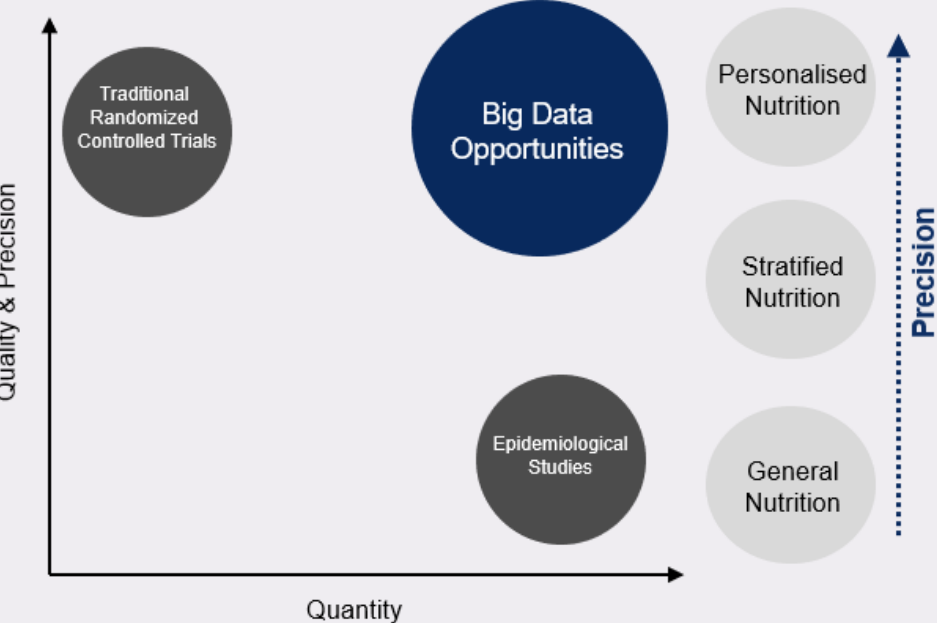 Traditional
Randomized
Controlled Trials
Big Data
Opportunities
Personalised
Nutrition
Stratified
Nutrition
Epidemiological
Studies
General
Nutrition
Quality & Precision
Precision
Quantity